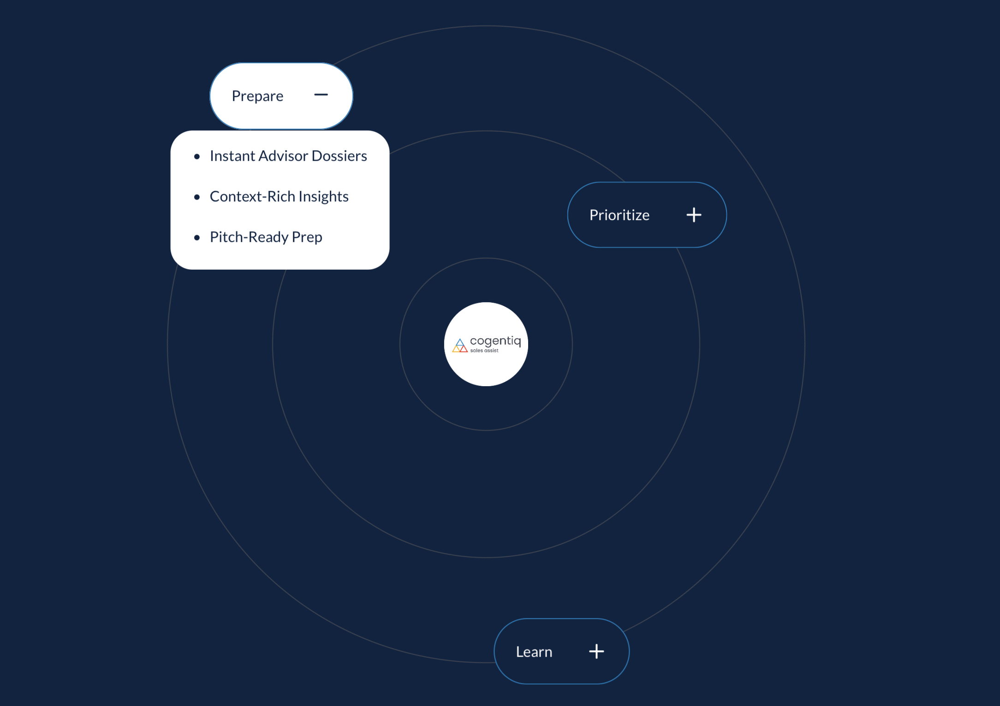 Prepare
Instant Advisor Dossiers
Context-Rich Insights
Pitch-Ready Prep
Prioritize
cogentiq
sales assist
Learn